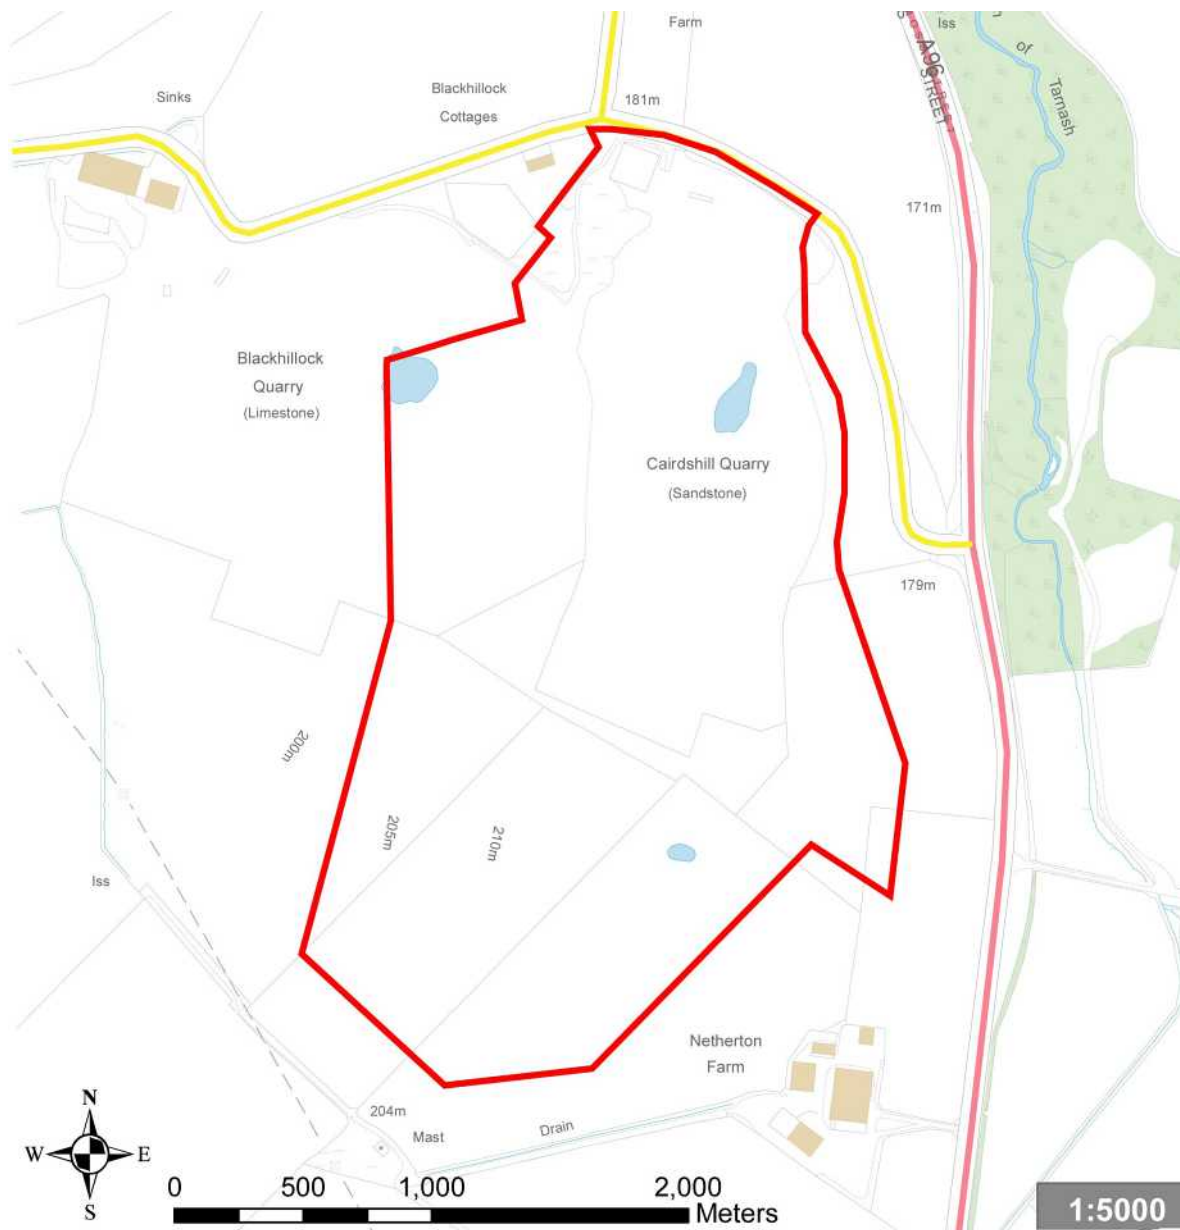 Farm
Iss
of
Tarnash
A96
STREET
Blackhillock
Cottages
181m
Sinks
171m
Blackhillock
Quarry
(Limestone)
Cairdshill Quarry
(Sandstone)
179m
200m
205m
210m
Iss
Netherton
Farm
204m
Mast
Drain
N
W E
S
0 500 1,000 2,000
Meters
1:5000